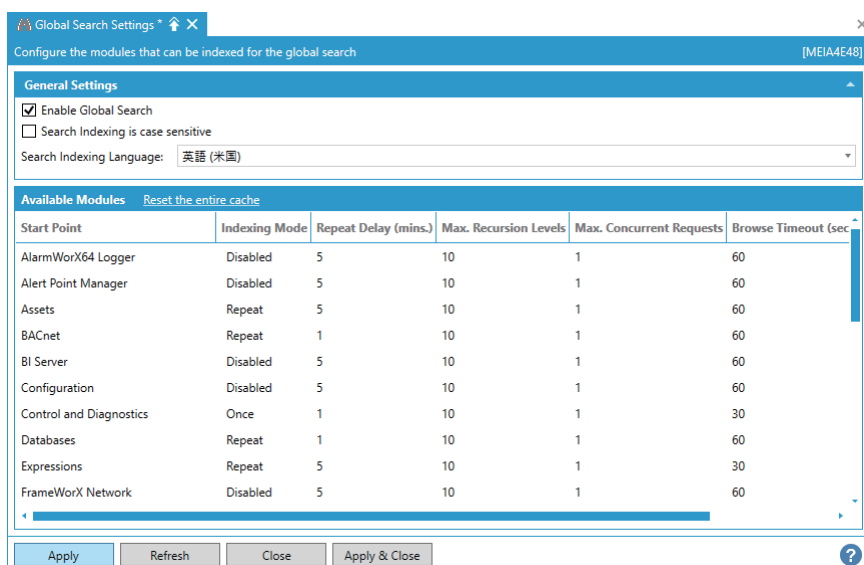 Global Search Settings *
Configure the modules that can be indexed for the global search [MEIA4E48]
General Settings
Enable Global Search
Search Indexing is case sensitive
Search Indexing Language: 英語 (米国)
Available Modules Reset the entire cache
Start Point Indexing Mode Repeat Delay (mins.) Max. Recursion Levels Max. Concurrent Requests Browse Timeout (sec
AlarmWorX64 Logger Disabled 5 10 1 60
Alert Point Manager Disabled 5 10 1 60
Assets Repeat 5 10 1 60
BACnet Repeat 1 10 1 60
BI Server Disabled 5 10 1 60
Configuration Disabled 5 10 1 60
Control and Diagnostics Once 1 10 1 30
Databases Repeat 1 10 1 60
Expressions Repeat 5 10 1 30
FrameWorX Network Disabled 5 10 1 60
Apply Refresh Close Apply & Close ?